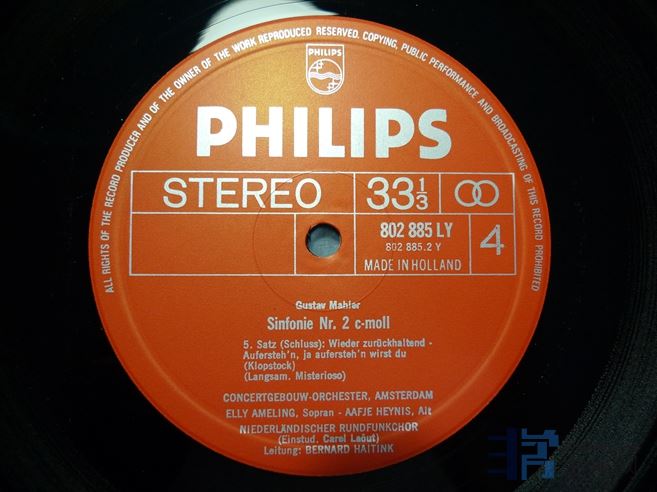 ALL RIGHTS OF THE RECORD PRODUCER AND OF THE OWNER OF THE WORK REPRODUCED RESERVED. COPYING, PUBLIC PERFORMANCE AND BROADCASTING OF THIS RECORD PROHIBITED
PHILIPS
PHILIPS
STEREO 33 1/3
802 885 LY
802 885.2 Y
4
MADE IN HOLLAND
Gustav Mahler
Sinfonie Nr. 2 c-moll
5. Satz (Schluss): Wieder zurückhaltend -
Aufersteh'n, ja aufersteh'n wirst du
(Klopstock)
(Langsam. Misterioso)
CONCERTGEBOUW-ORCHESTER, AMSTERDAM
ELLY AMELING, Sopran - AAFJE HEYNIS, Alt
NIEDERLÄNDISCHER RUNDFUNKCHOR
(Einstud. Carel Laöut)
Leitung: BERNARD HAITINK